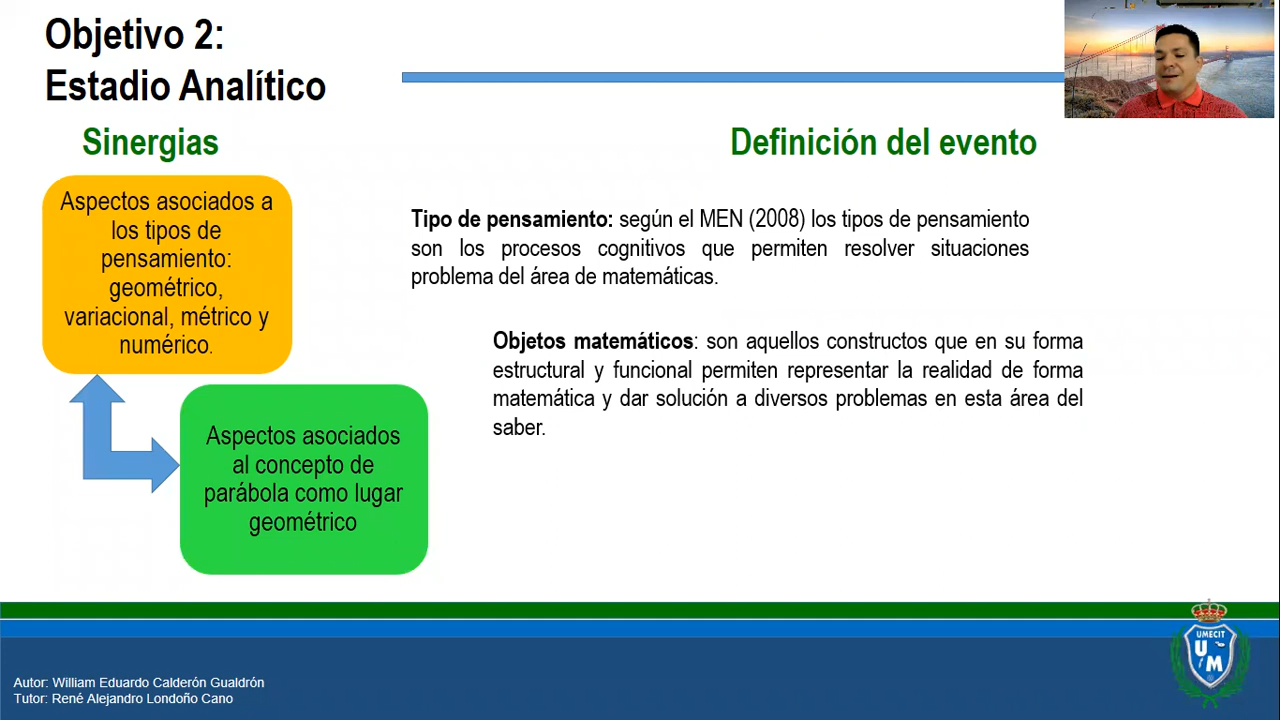 Objetivo 2:
Estadio Analítico
Sinergias
Definición del evento
Aspectos asociados a
los tipos de
pensamiento:
geométrico,
variacional, métrico y
numérico.
Tipo de pensamiento: según el MEN (2008) los tipos de pensamiento
son los procesos cognitivos que permiten resolver situaciones
problema del área de matemáticas.
Objetos matemáticos: son aquellos constructos que en su forma
estructural y funcional permiten representar la realidad de forma
matemática y dar solución a diversos problemas en esta área del
saber.
Aspectos asociados
al concepto de
parábola como lugar
geométrico
UMECIT
U
M
Autor: William Eduardo Calderón Gualdrón
Tutor: René Alejandro Londoño Cano